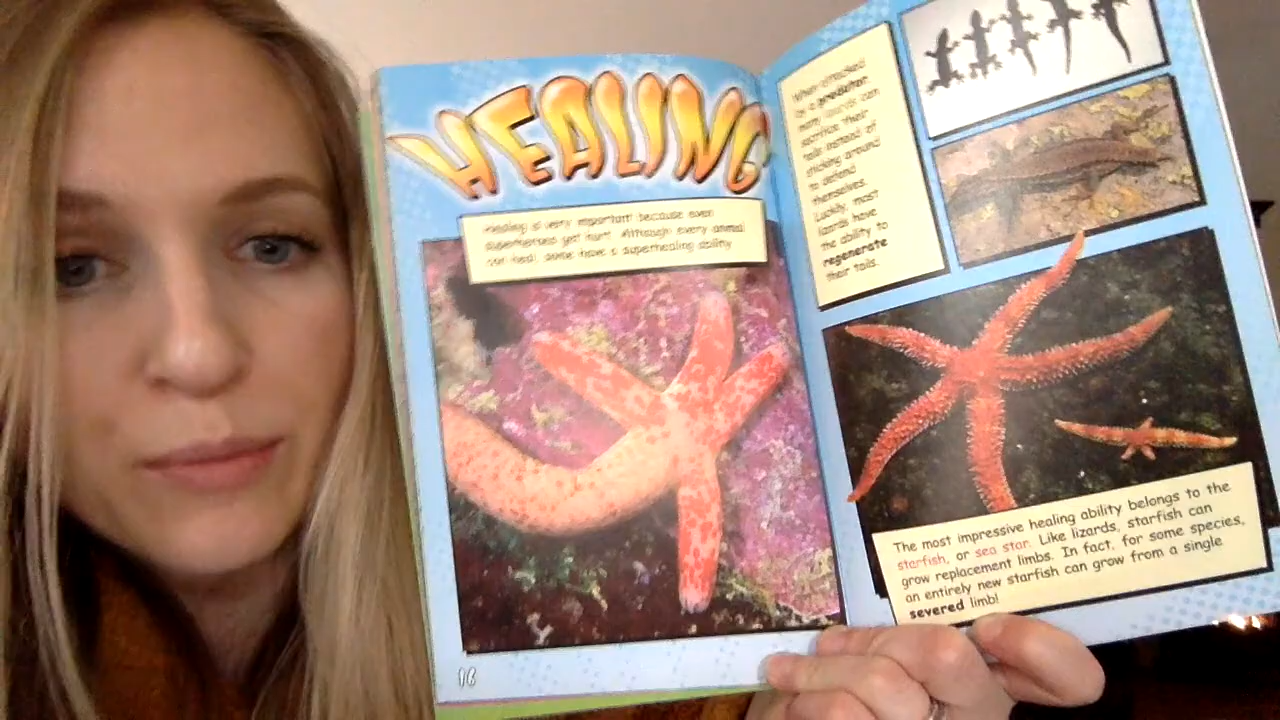 HEALING
Healing is very important because even
superheroes get hurt. Although every animal
can heal, some have a superhealing ability
16
When attacked
by a predator
many lizards can
sacrifice their
tails instead of
sticking around
to defend
themselves.
Luckily, most
lizards have
the ability to
regenerate
their tails.
The most impressive healing ability belongs to the
starfish, or sea star. Like lizards, starfish can
grow replacement limbs. In fact, for some species,
an entirely new starfish can grow from a single
severed limb!